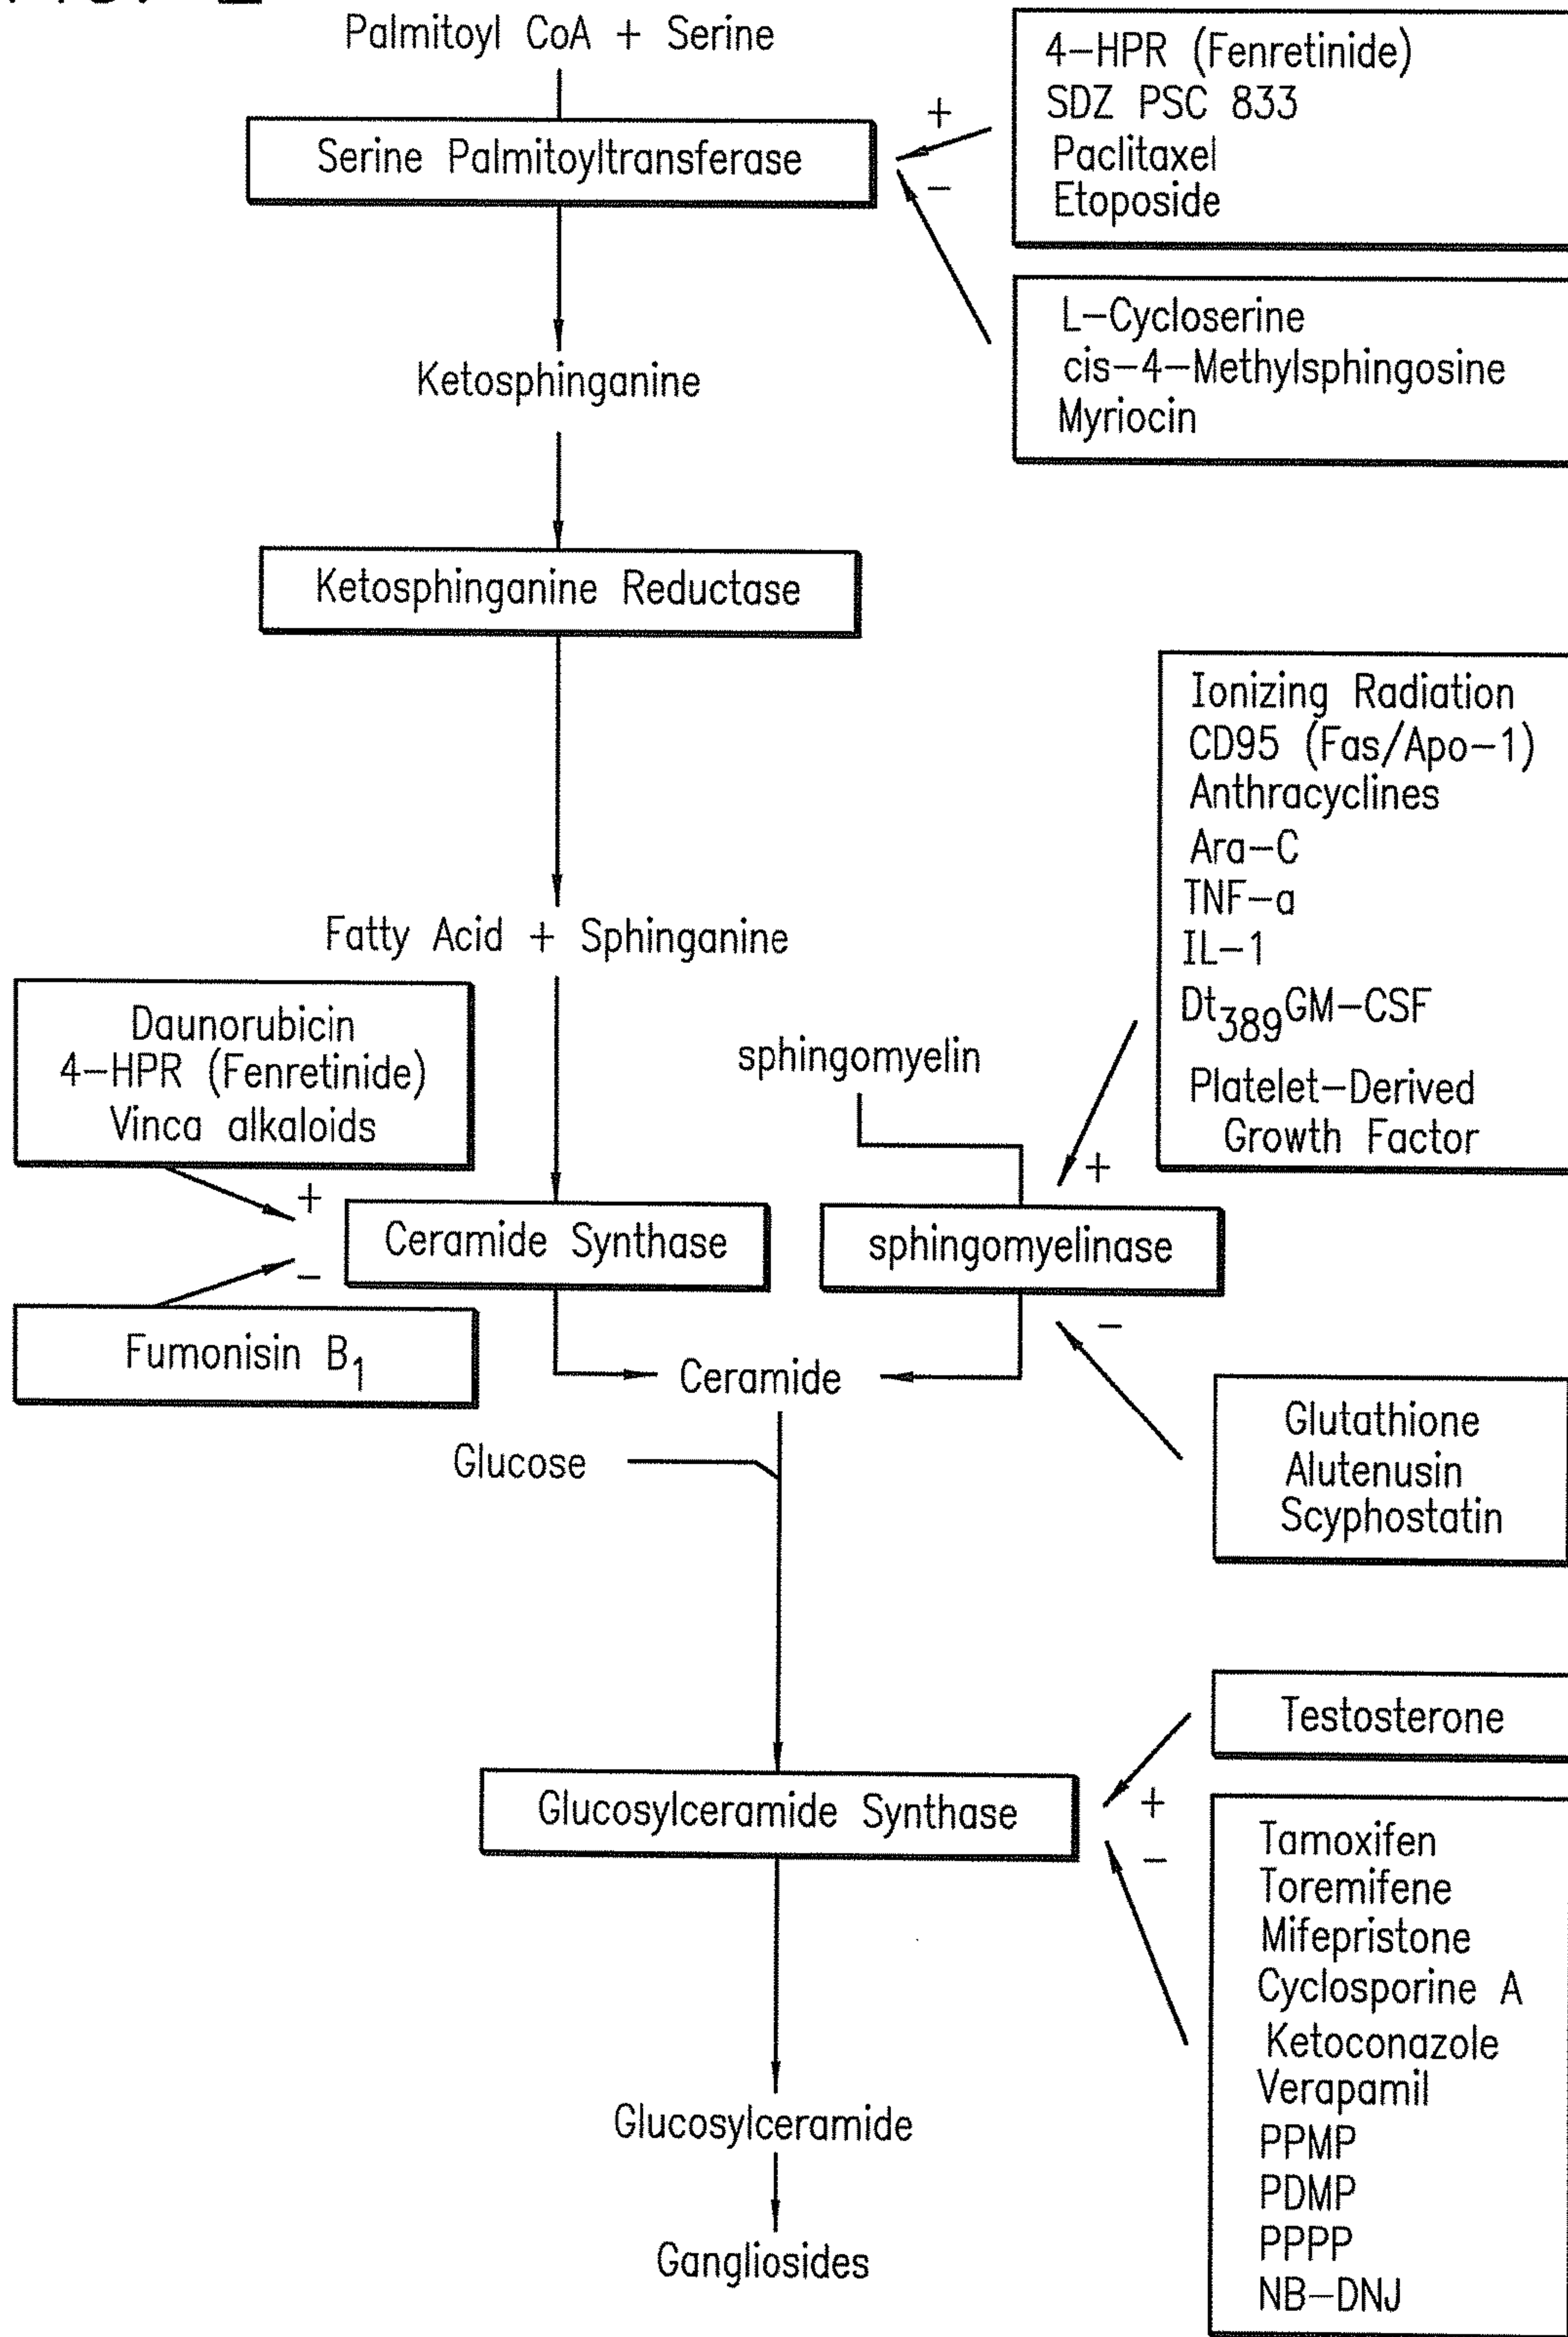 Palmitoyl CoA + Serine
4-HPR (Fenretinide)
SDZ PSC 833
Paclitaxel
Etoposide
+
Serine Palmitoyltransferase
-
L-Cycloserine
cis-4-Methylsphingosine
Myriocin
Ketosphinganine
Ketosphinganine Reductase
Ionizing Radiation
CD95 (Fas/Apo-1)
Anthracyclines
Ara-C
TNF-a
IL-1
Dt389GM-CSF
Platelet-Derived
Growth Factor
Fatty Acid + Sphinganine
Daunorubicin
4-HPR (Fenretinide)
Vinca alkaloids
sphingomyelin
+
+
Ceramide Synthase
sphingomyelinase
-
-
Fumonisin B1
Ceramide
Glutathione
Alutenusin
Scyphostatin
Glucose
Testosterone
+
Glucosylceramide Synthase
-
Tamoxifen
Toremifene
Mifepristone
Cyclosporine A
Ketoconazole
Verapamil
PPMP
PDMP
PPPP
NB-DNJ
Glucosylceramide
Gangliosides